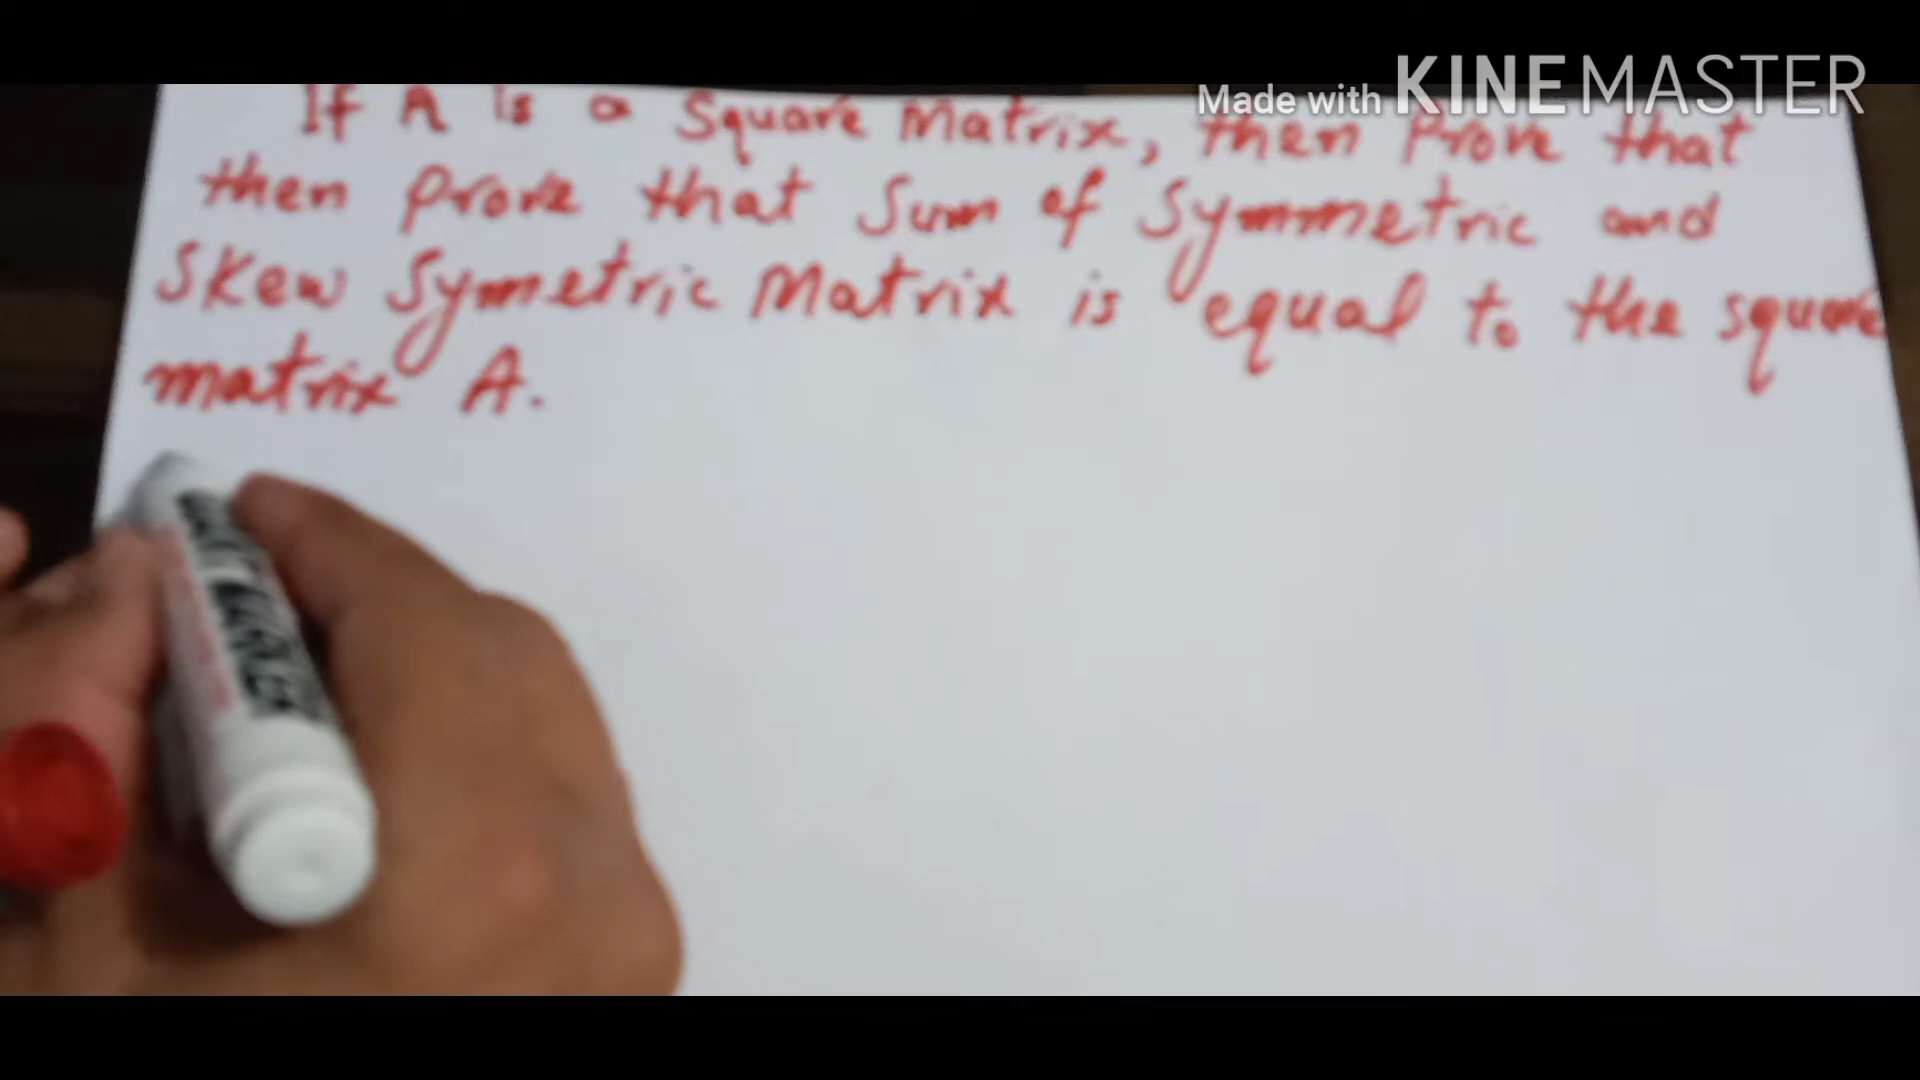 Made with KINEMASTER
If A is a Square Matrix, then Prove that
then Prove that Sum of Symmetric and
Skew Symetric Matrix is equal to the square
matrix A.